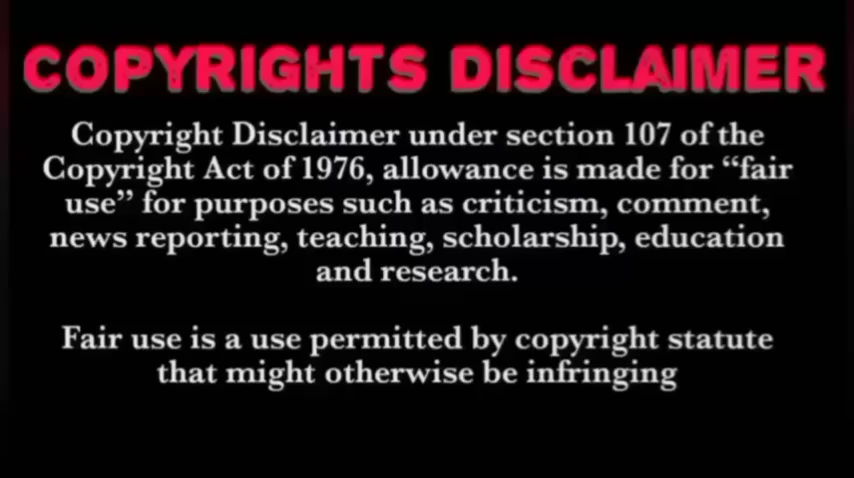 COPYRIGHTS DISCLAIMER
Copyright Disclaimer under section 107 of the
Copyright Act of 1976, allowance is made for “fair
use” for purposes such as criticism, comment,
news reporting, teaching, scholarship, education
and research.
Fair use is a use permitted by copyright statute
that might otherwise be infringing